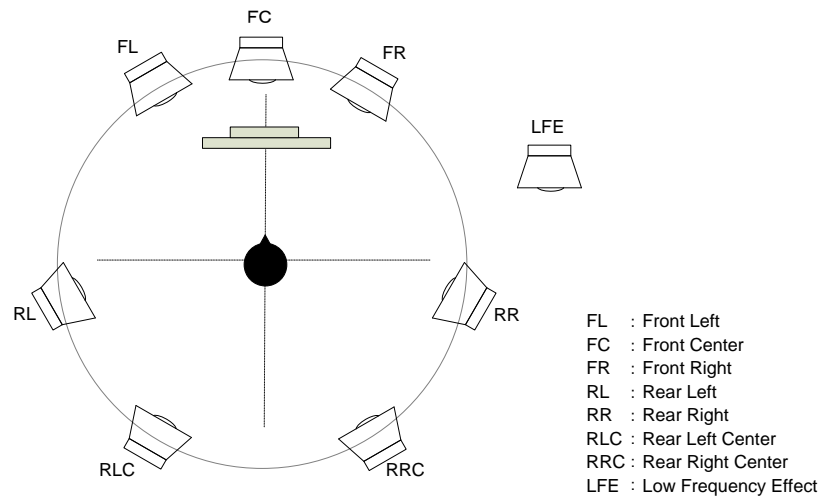 FC
FL
FR
LFE
RL
RR
RLC
RRC
FL : Front Left
FC : Front Center
FR : Front Right
RL : Rear Left
RR : Rear Right
RLC : Rear Left Center
RRC : Rear Right Center
LFE : Low Frequency Effect